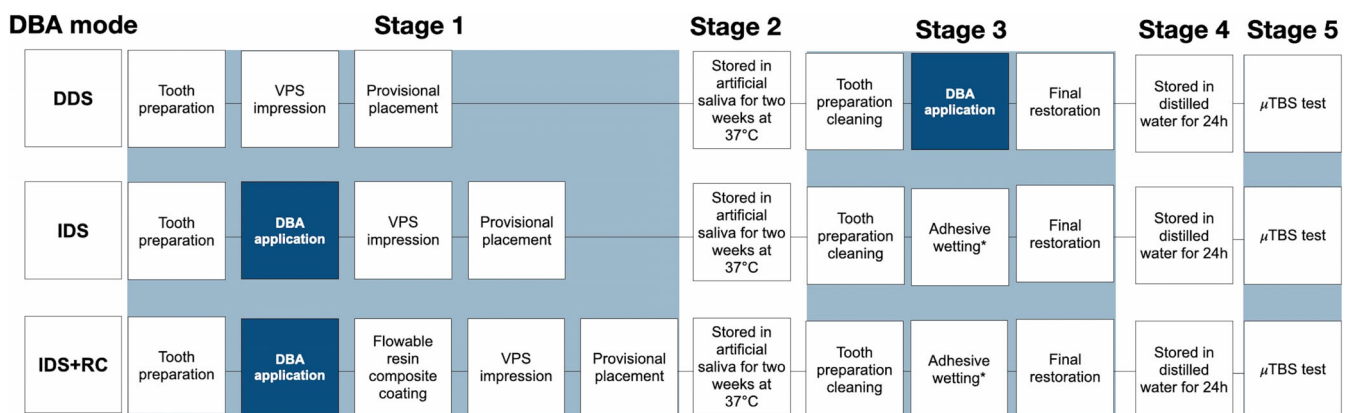 DBA mode
Stage 1
Stage 2
Stage 3
Stage 4
Stage 5
DDS
Tooth
preparation
VPS
impression
Provisional
placement
Stored in
artificial
saliva for two
weeks at
37°C
Tooth
preparation
cleaning
DBA
application
Final
restoration
Stored in
distilled
water for 24h
μTBS test
IDS
Tooth
preparation
DBA
application
VPS
impression
Provisional
placement
Stored in
artificial
saliva for two
weeks at
37°C
Tooth
preparation
cleaning
Adhesive
wetting*
Final
restoration
Stored in
distilled
water for 24h
μTBS test
IDS+RC
Tooth
preparation
DBA
application
Flowable
resin
composite
coating
VPS
impression
Provisional
placement
Stored in
artificial
saliva for two
weeks at
37°C
Tooth
preparation
cleaning
Adhesive
wetting*
Final
restoration
Stored in
distilled
water for 24h
μTBS test